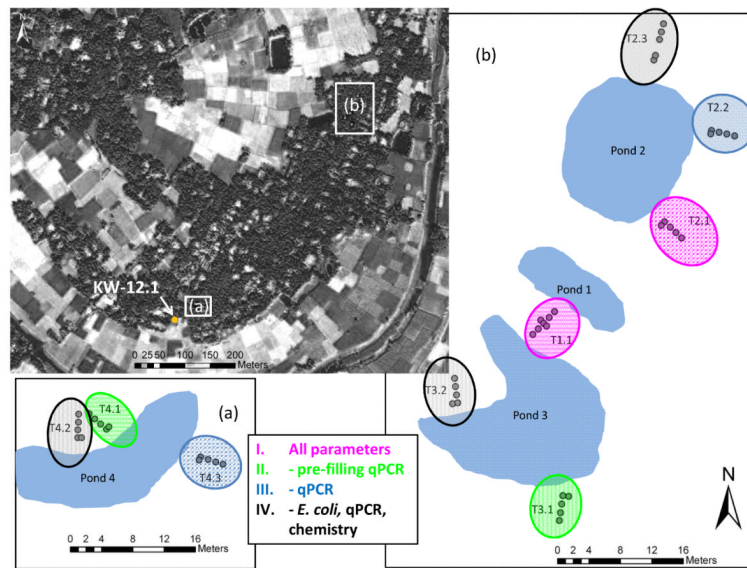 N
(b)
KW-12.1
(a)
0 25 50 100 150 200
Meters
(b)
T2.3
T2.2
Pond 2
T2.1
Pond 1
T1.1
T3.2
Pond 3
T3.1
N
0 2 4 8 12 16
Meters
(a)
T4.1
T4.2
Pond 4
T4.3
0 2 4 8 12 16
Meters
I. All parameters
II. - pre-filling qPCR
III. - qPCR
IV. - E. coli, qPCR,
chemistry